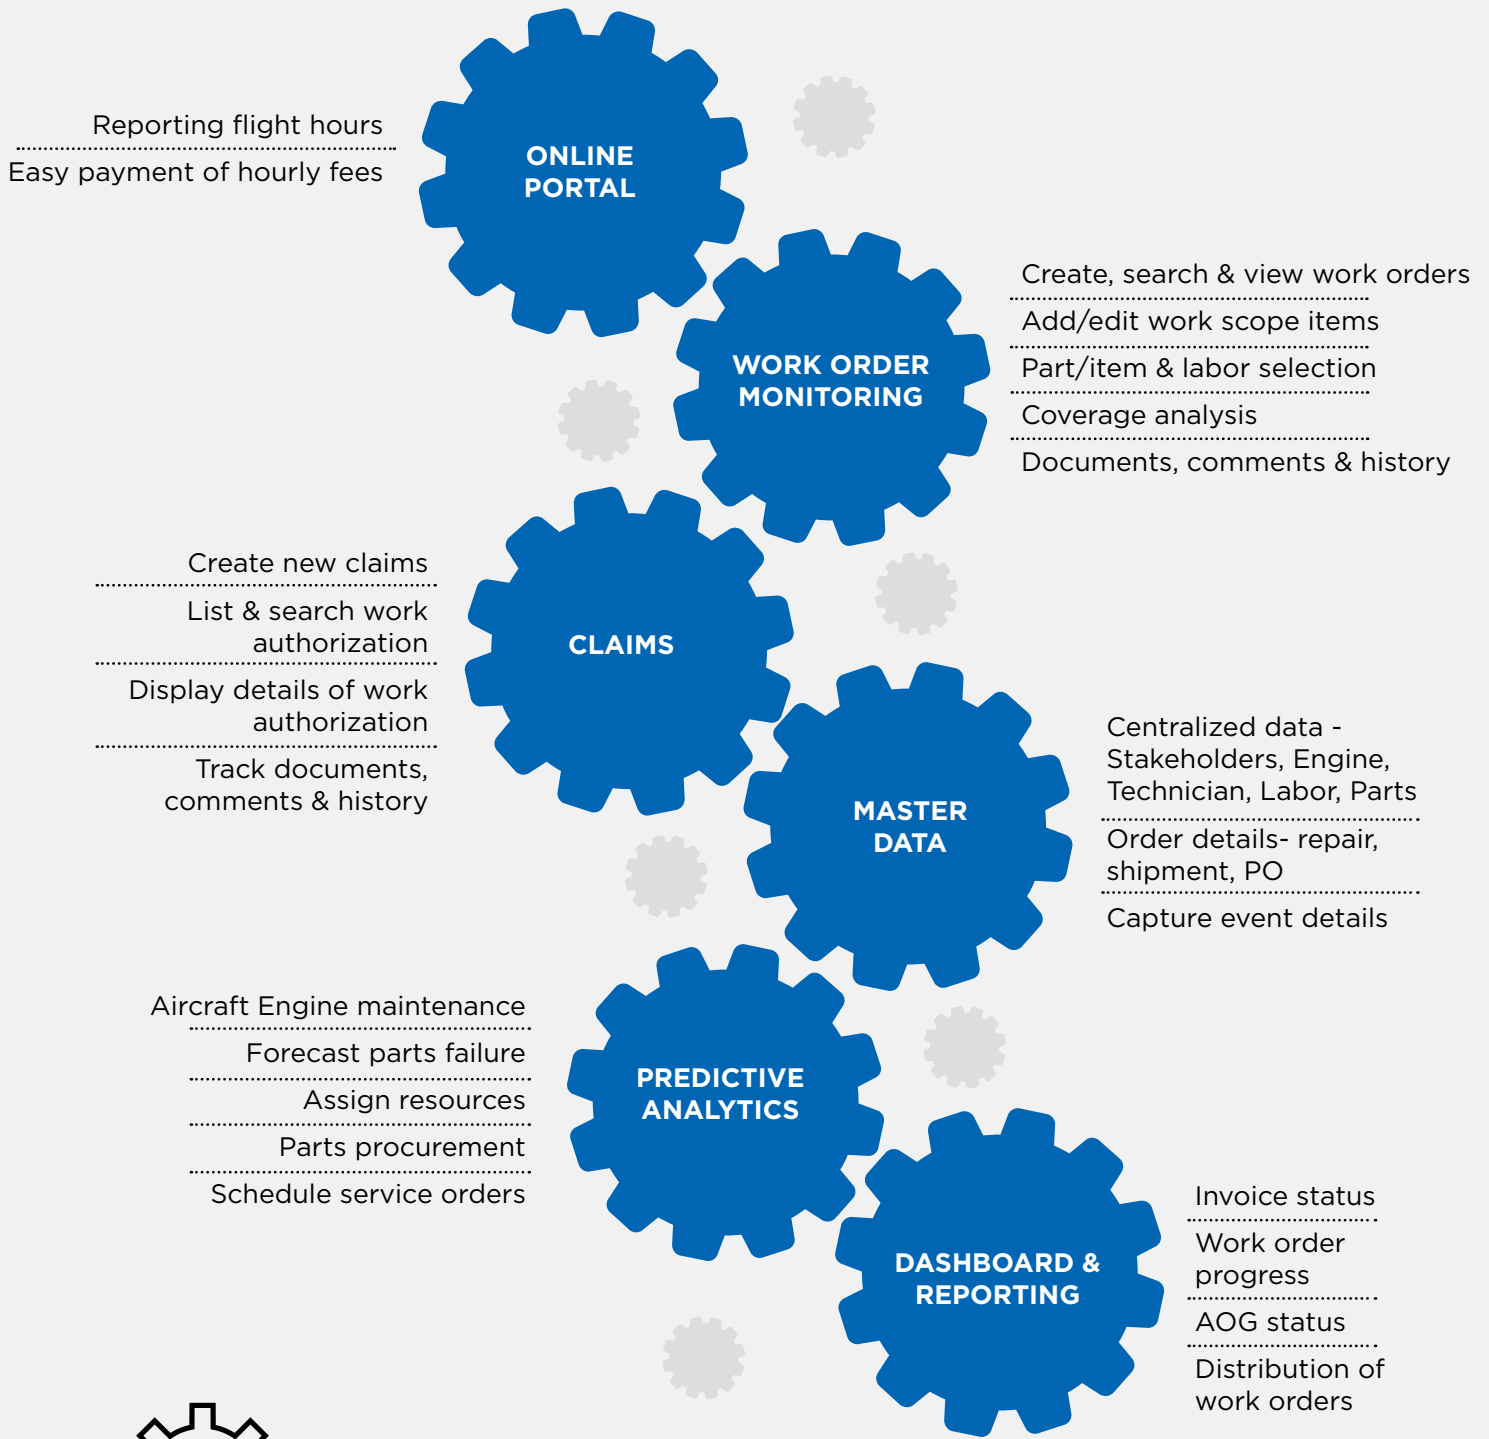 Reporting flight hours
Easy payment of hourly fees
ONLINE
PORTAL
WORK ORDER
MONITORING
Create, search & view work orders
Add/edit work scope items
Part/item & labor selection
Coverage analysis
Documents, comments & history
Create new claims
List & search work
authorization
Display details of work
authorization
Track documents,
comments & history
CLAIMS
MASTER
DATA
Centralized data -
Stakeholders, Engine,
Technician, Labor, Parts
Order details- repair,
shipment, PO
Capture event details
Aircraft Engine maintenance
Forecast parts failure
Assign resources
Parts procurement
Schedule service orders
PREDICTIVE
ANALYTICS
DASHBOARD &
REPORTING
Invoice status
Work order
progress
AOG status
Distribution of
work orders